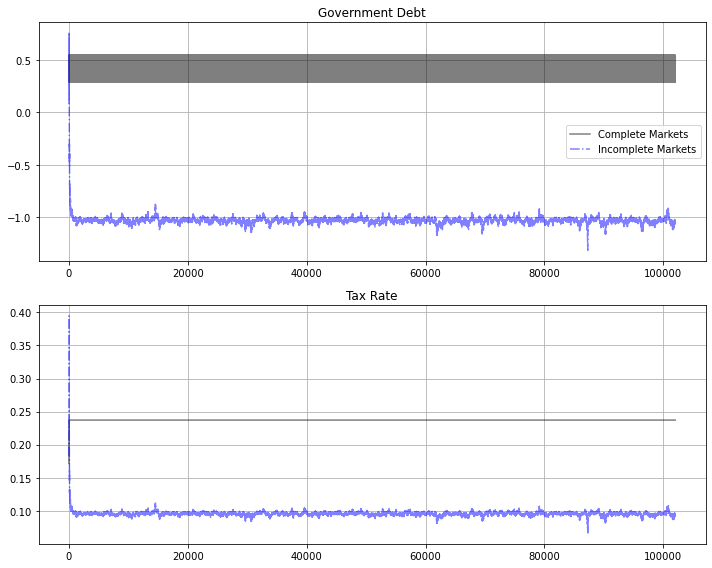 Government Debt
0.5
0.0
−0.5
−1.0
Complete Markets
Incomplete Markets
0 20000 40000 60000 80000 100000
Tax Rate
0.40
0.35
0.30
0.25
0.20
0.15
0.10
0 20000 40000 60000 80000 100000